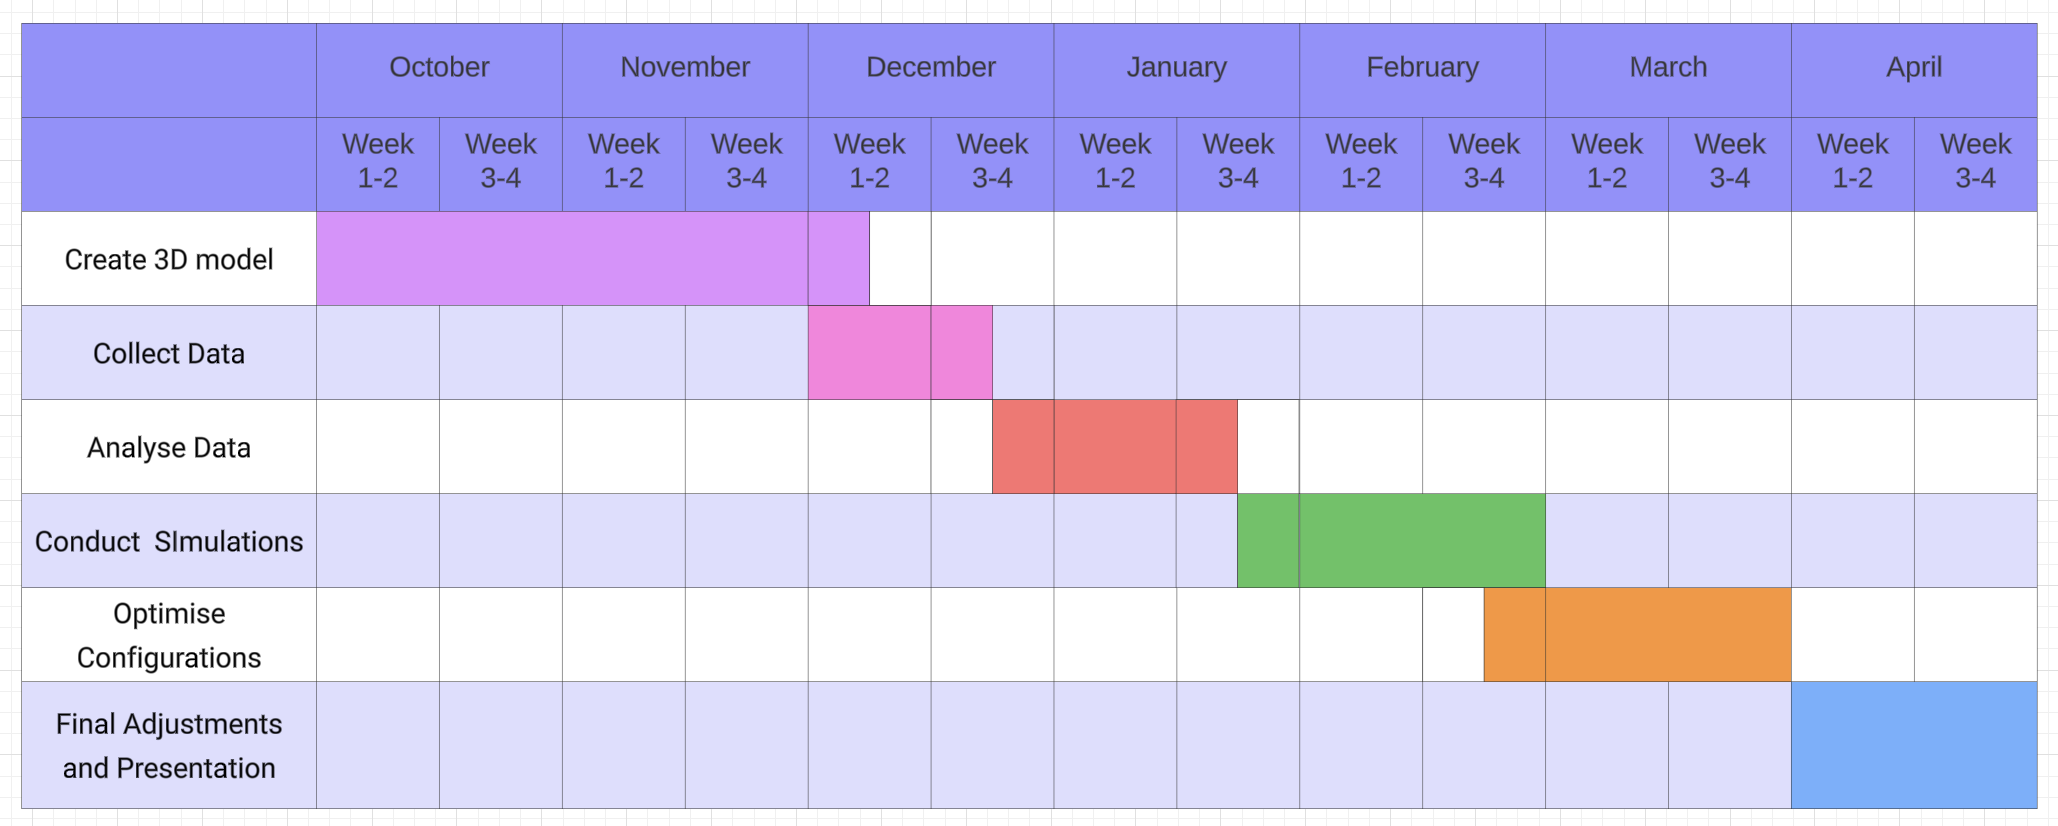 October November December January February March April
Week Week Week Week Week Week Week Week Week Week Week Week Week Week
1-2 3-4 1-2 3-4 1-2 3-4 1-2 3-4 1-2 3-4 1-2 3-4 1-2 3-4
Create 3D model
Collect Data
Analyse Data
Conduct  SImulations
Optimise
Configurations
Final Adjustments
and Presentation